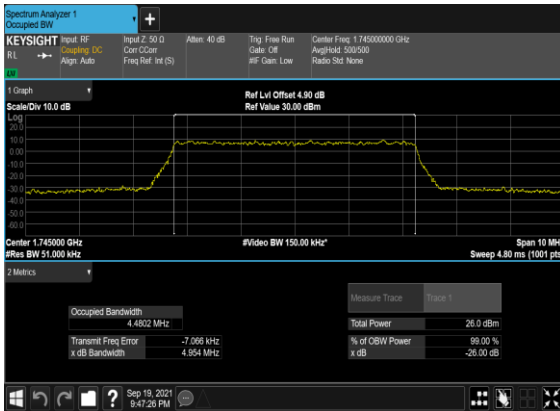 Spectrum Analyzer 1
Occupied BW
+
KEYSIGHT
RL
LW
Input: RF
Coupling: DC
Align: Auto
Input Z: 50 Ω
Corr CCorr
Freq Ref: Int (S)
Atten: 40 dB
Trig: Free Run
Gate: Off
#IF Gain: Low
Center Freq: 1.745000000 GHz
Avg|Hold: 500/500
Radio Std: None
1 Graph
Scale/Div 10.0 dB
Ref Lvl Offset 4.90 dB
Ref Value 30.00 dBm
Log
20.0
10.0
0.00
-10.0
-20.0
-30.0
-40.0
-50.0
-60.0
Center 1.745000 GHz
#Res BW 51.000 kHz
#Video BW 150.00 kHz*
Span 10 MH
Sweep 4.80 ms (1001 pts
2 Metrics
Measure Trace
Trace 1
Occupied Bandwidth
4.4802 MHz
Total Power
26.0 dBm
Transmit Freq Error
-7.066 kHz
% of OBW Power
99.00 %
x dB Bandwidth
4.954 MHz
x dB
-26.00 dB
?
Sep 19, 2021
9:47:26 PM